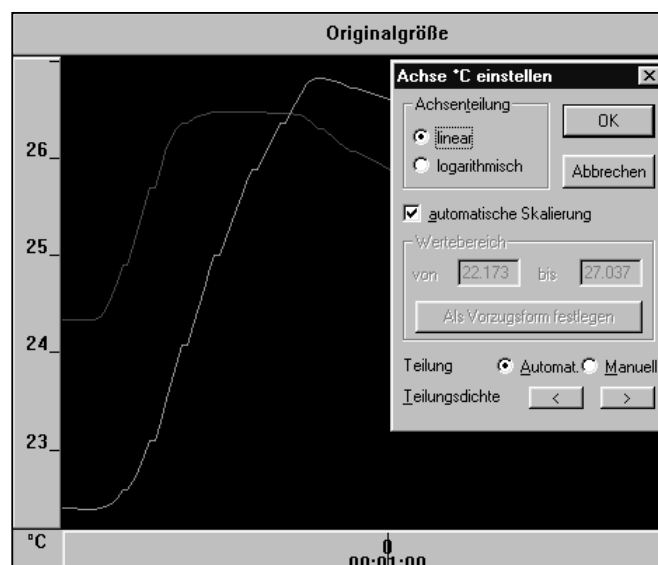 Originalgröße
Achse °C einstellen
Achsenteilung
linear
logarithmisch
OK
Abbrechen
automatische Skalierung
Wertebereich
von 22.173 bis 27.037
Als Vorzugsform festlegen
Teilung Automat. Manuell
Teilungsdichte < >
26
25
24
23
°C
0
00:01:00